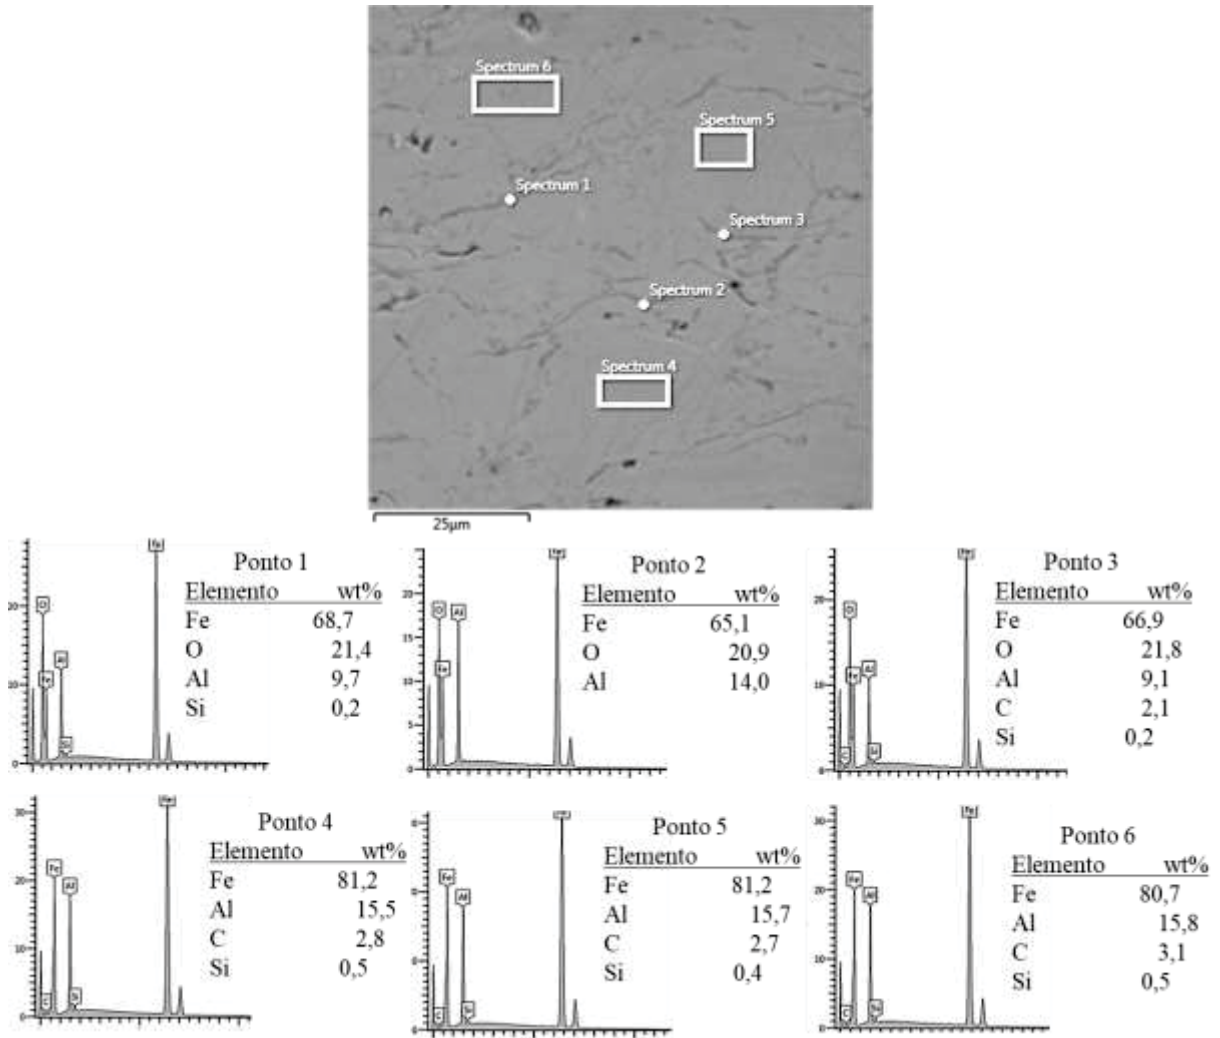 Spectrum 6
Spectrum 5
Spectrum 1
Spectrum 3
Spectrum 2
Spectrum 4
25µm
Ponto 1
Elemento wt%
Fe 68,7
O 21,4
Al 9,7
Si 0,2
Ponto 2
Elemento wt%
Fe 65,1
O 20,9
Al 14,0
Ponto 3
Elemento wt%
Fe 66,9
O 21,8
Al 9,1
C 2,1
Si 0,2
Ponto 4
Elemento wt%
Fe 81,2
Al 15,5
C 2,8
Si 0,5
Ponto 5
Elemento wt%
Fe 81,2
Al 15,7
C 2,7
Si 0,4
Ponto 6
Elemento wt%
Fe 80,7
Al 15,8
C 3,1
Si 0,5